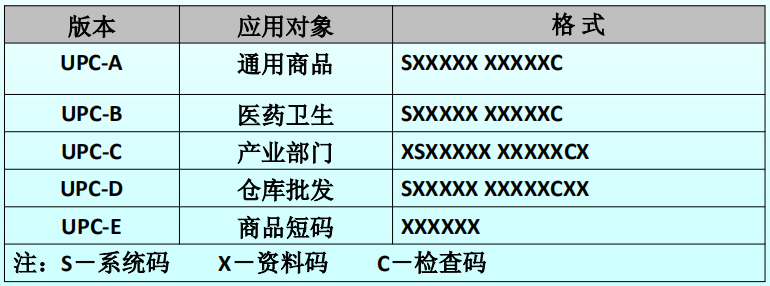 版本 应用对象 格 式
UPC-A 通用商品 SXXXXX XXXXXC
UPC-B 医药卫生 SXXXXX XXXXXC
UPC-C 产业部门 XSXXXXX XXXXXCX
UPC-D 仓库批发 SXXXXX XXXXXCXX
UPC-E 商品短码 XXXXXX
注：S－系统码 X－资料码 C－检查码